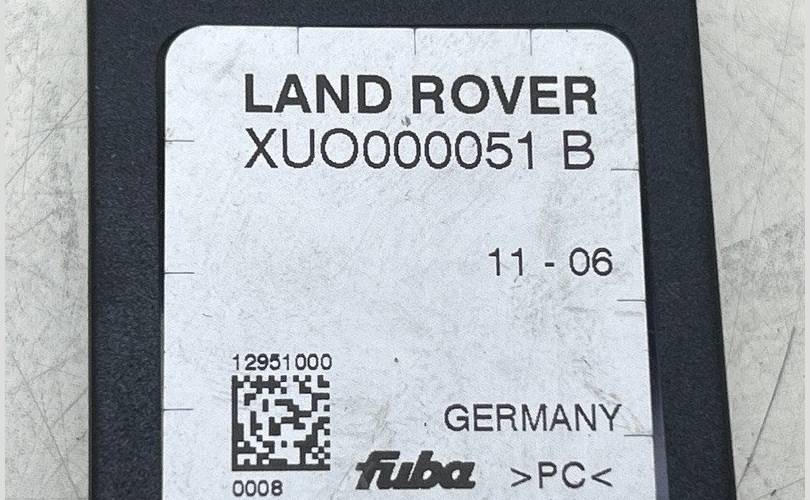 LAND ROVER
XUO000051 B
11 - 06
12951000
GERMANY
0008 fuba >PC<